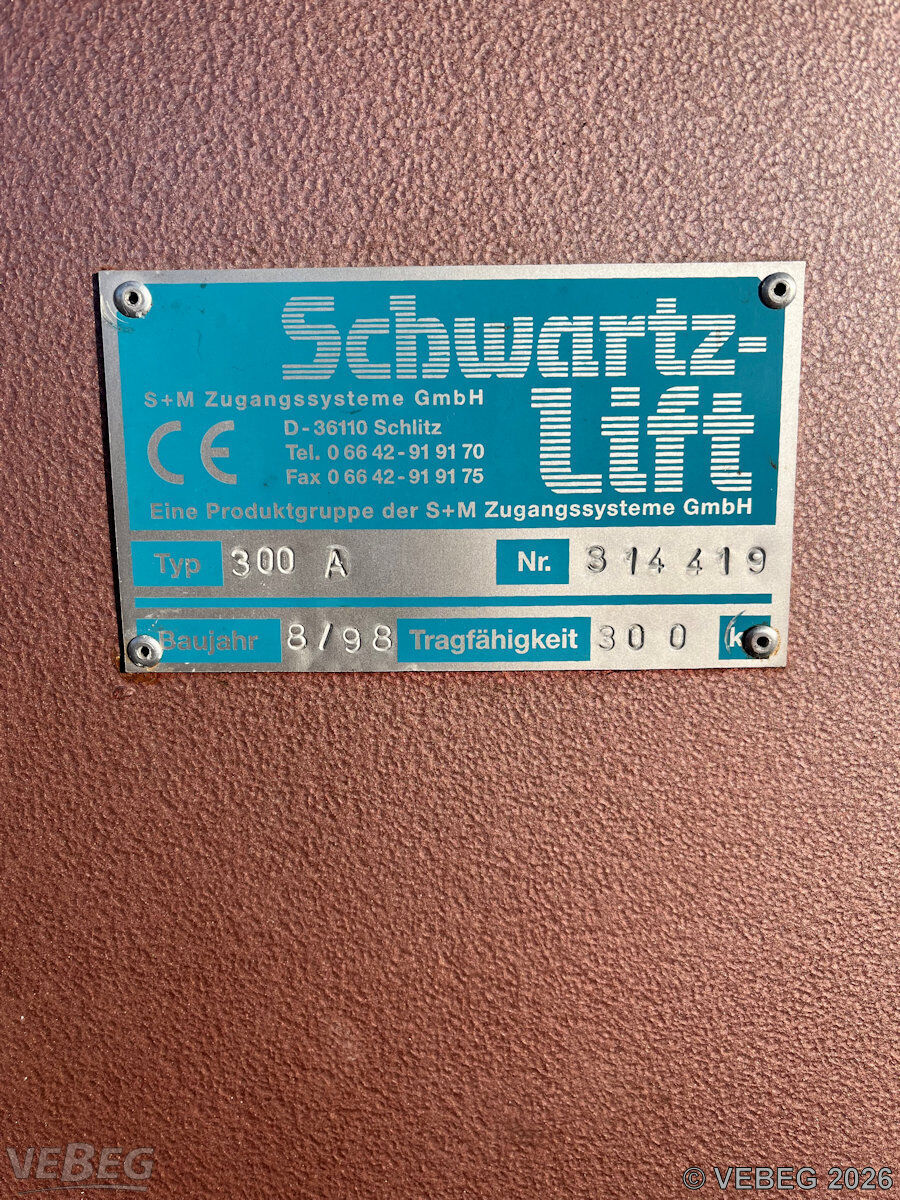 Schwartz-
Lift
S+M Zugangssysteme GmbH
CE
D-36110 Schlitz
Tel. 0 66 42-91 91 70
Fax 0 66 42-91 91 75
Eine Produktgruppe der S+M Zugangssysteme GmbH
Typ 300 A Nr. 314419
Baujahr 8/98 Tragfähigkeit 300
VEBEG
© VEBEG 2026